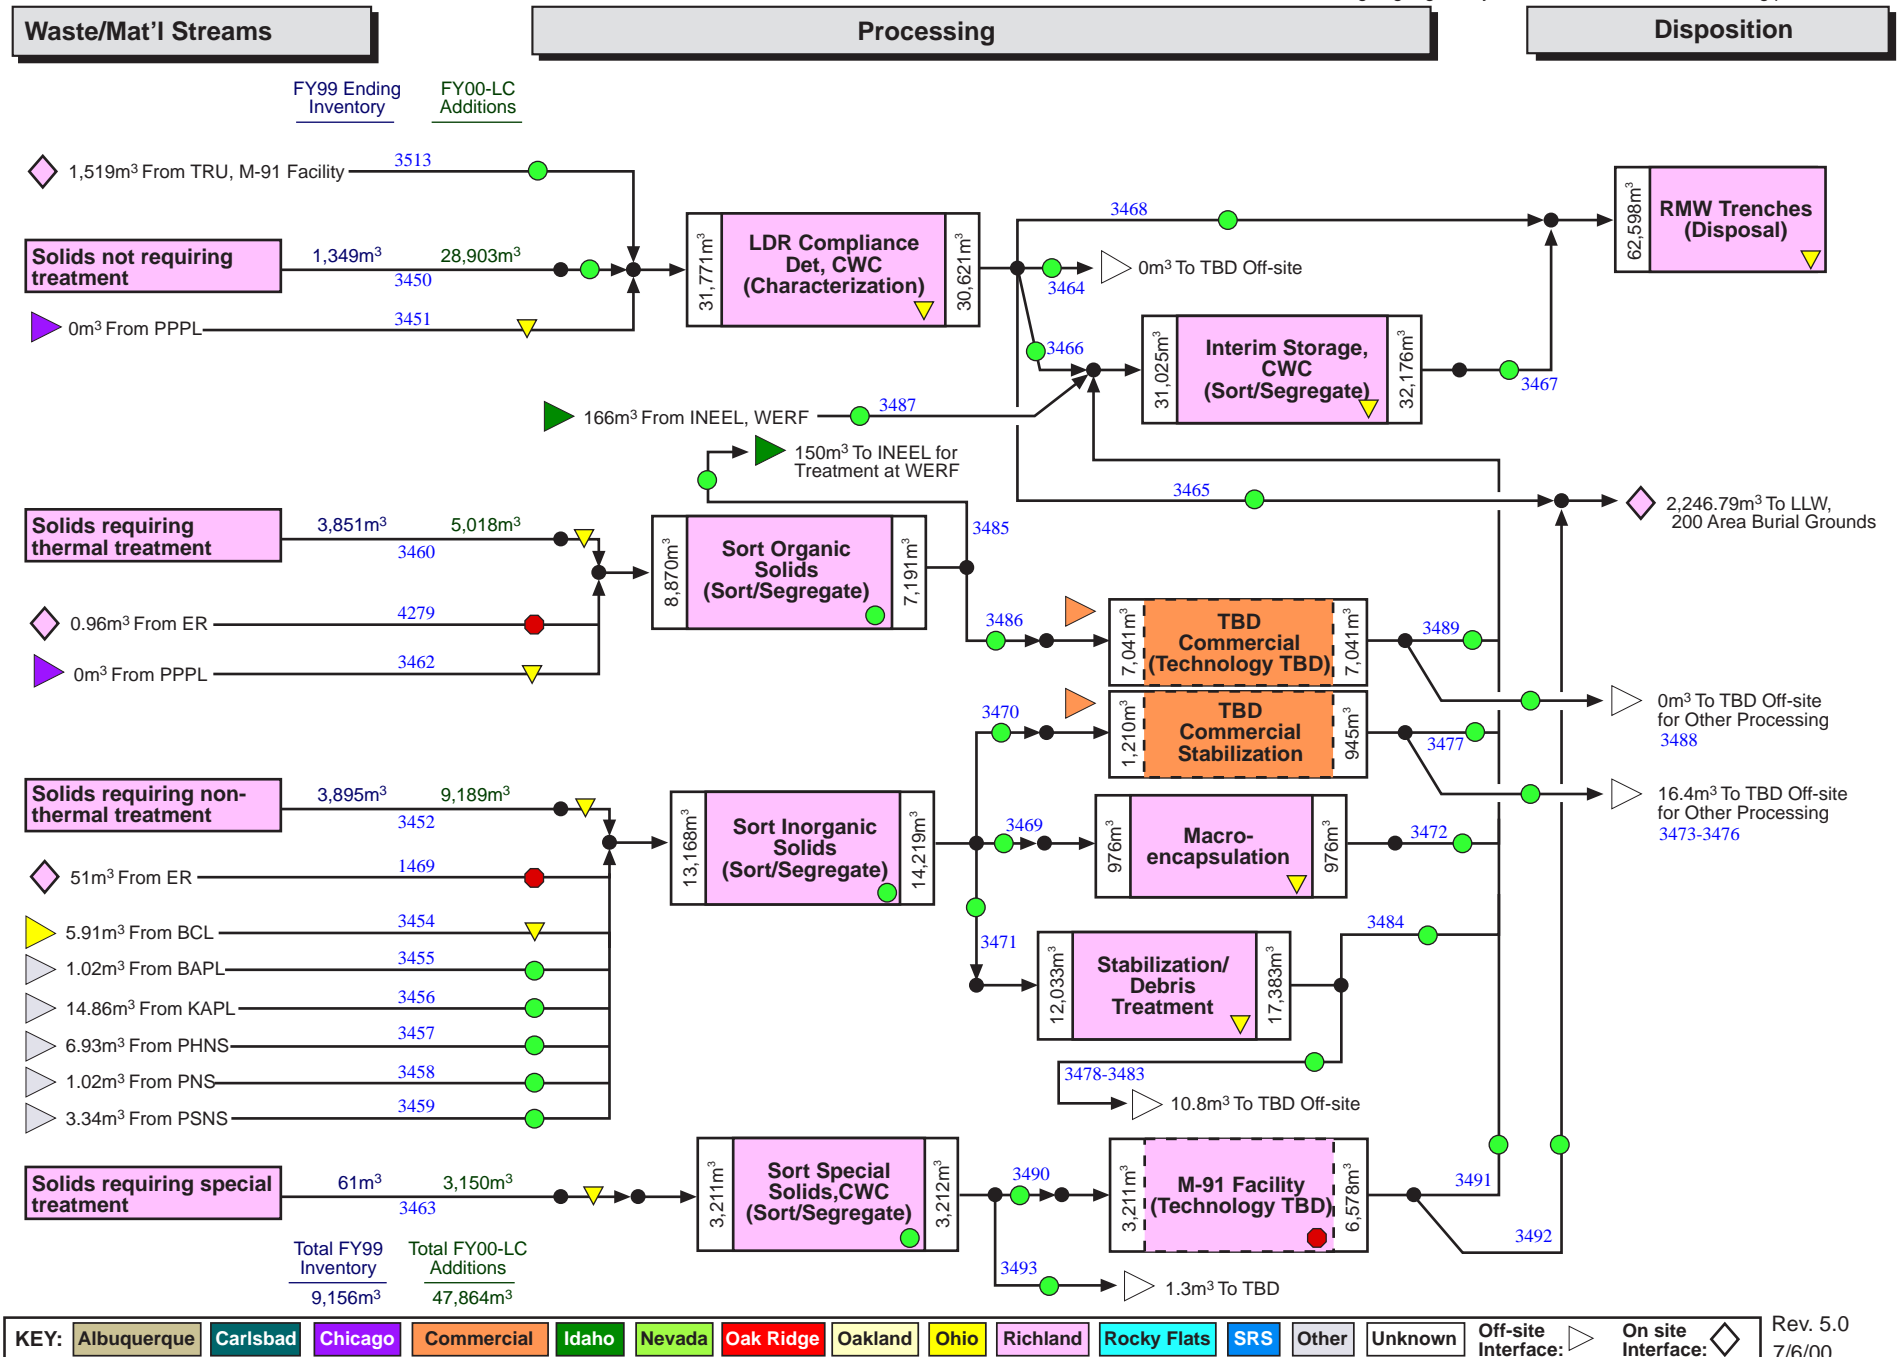 Waste/Mat'l Streams
Processing
Disposition
FY99 Ending
Inventory
FY00-LC
Additions
1,519m3 From TRU, M-91 Facility
3513
Solids not requiring
treatment
1,349m3
28,903m3
3450
0m3 From PPPL
3451
31,771m3
LDR Compliance
Det, CWC
(Characterization)
30,621m3
3468
3464
0m3 To TBD Off-site
62,598m3
RMW Trenches
(Disposal)
3466
31,025m3
Interim Storage,
CWC
(Sort/Segregate)
32,176m3
3467
166m3 From INEEL, WERF
3487
150m3 To INEEL for
Treatment at WERF
3465
2,246.79m3 To LLW,
200 Area Burial Grounds
Solids requiring
thermal treatment
3,851m3
5,018m3
3460
0.96m3 From ER
4279
0m3 From PPPL
3462
8,870m3
Sort Organic
Solids
(Sort/Segregate)
7,191m3
3485
3486
7,041m3
TBD
Commercial
(Technology TBD)
7,041m3
3489
0m3 To TBD Off-site
for Other Processing
3488
3470
1,210m3
TBD
Commercial
Stabilization
945m3
3477
16.4m3 To TBD Off-site
for Other Processing
3473-3476
Solids requiring non-
thermal treatment
3,895m3
9,189m3
3452
51m3 From ER
1469
5.91m3 From BCL
3454
1.02m3 From BAPL
3455
14.86m3 From KAPL
3456
6.93m3 From PHNS
3457
1.02m3 From PNS
3458
3.34m3 From PSNS
3459
13,168m3
Sort Inorganic
Solids
(Sort/Segregate)
14,219m3
3469
976m3
Macro-
encapsulation
976m3
3472
3471
12,033m3
Stabilization/
Debris
Treatment
17,383m3
3484
3478-3483
10.8m3 To TBD Off-site
Solids requiring special
treatment
61m3
3,150m3
3463
3,211m3
Sort Special
Solids,CWC
(Sort/Segregate)
3,212m3
3490
3,211m3
M-91 Facility
(Technology TBD)
6,578m3
3491
3492
3493
1.3m3 To TBD
Total FY99
Inventory
9,156m3
Total FY00-LC
Additions
47,864m3
KEY: Albuquerque Carlsbad Chicago Commercial Idaho Nevada Oak Ridge Oakland Ohio Richland Rocky Flats SRS Other Unknown
Off-site
Interface:
On site
Interface:
Rev. 5.0
7/6/00